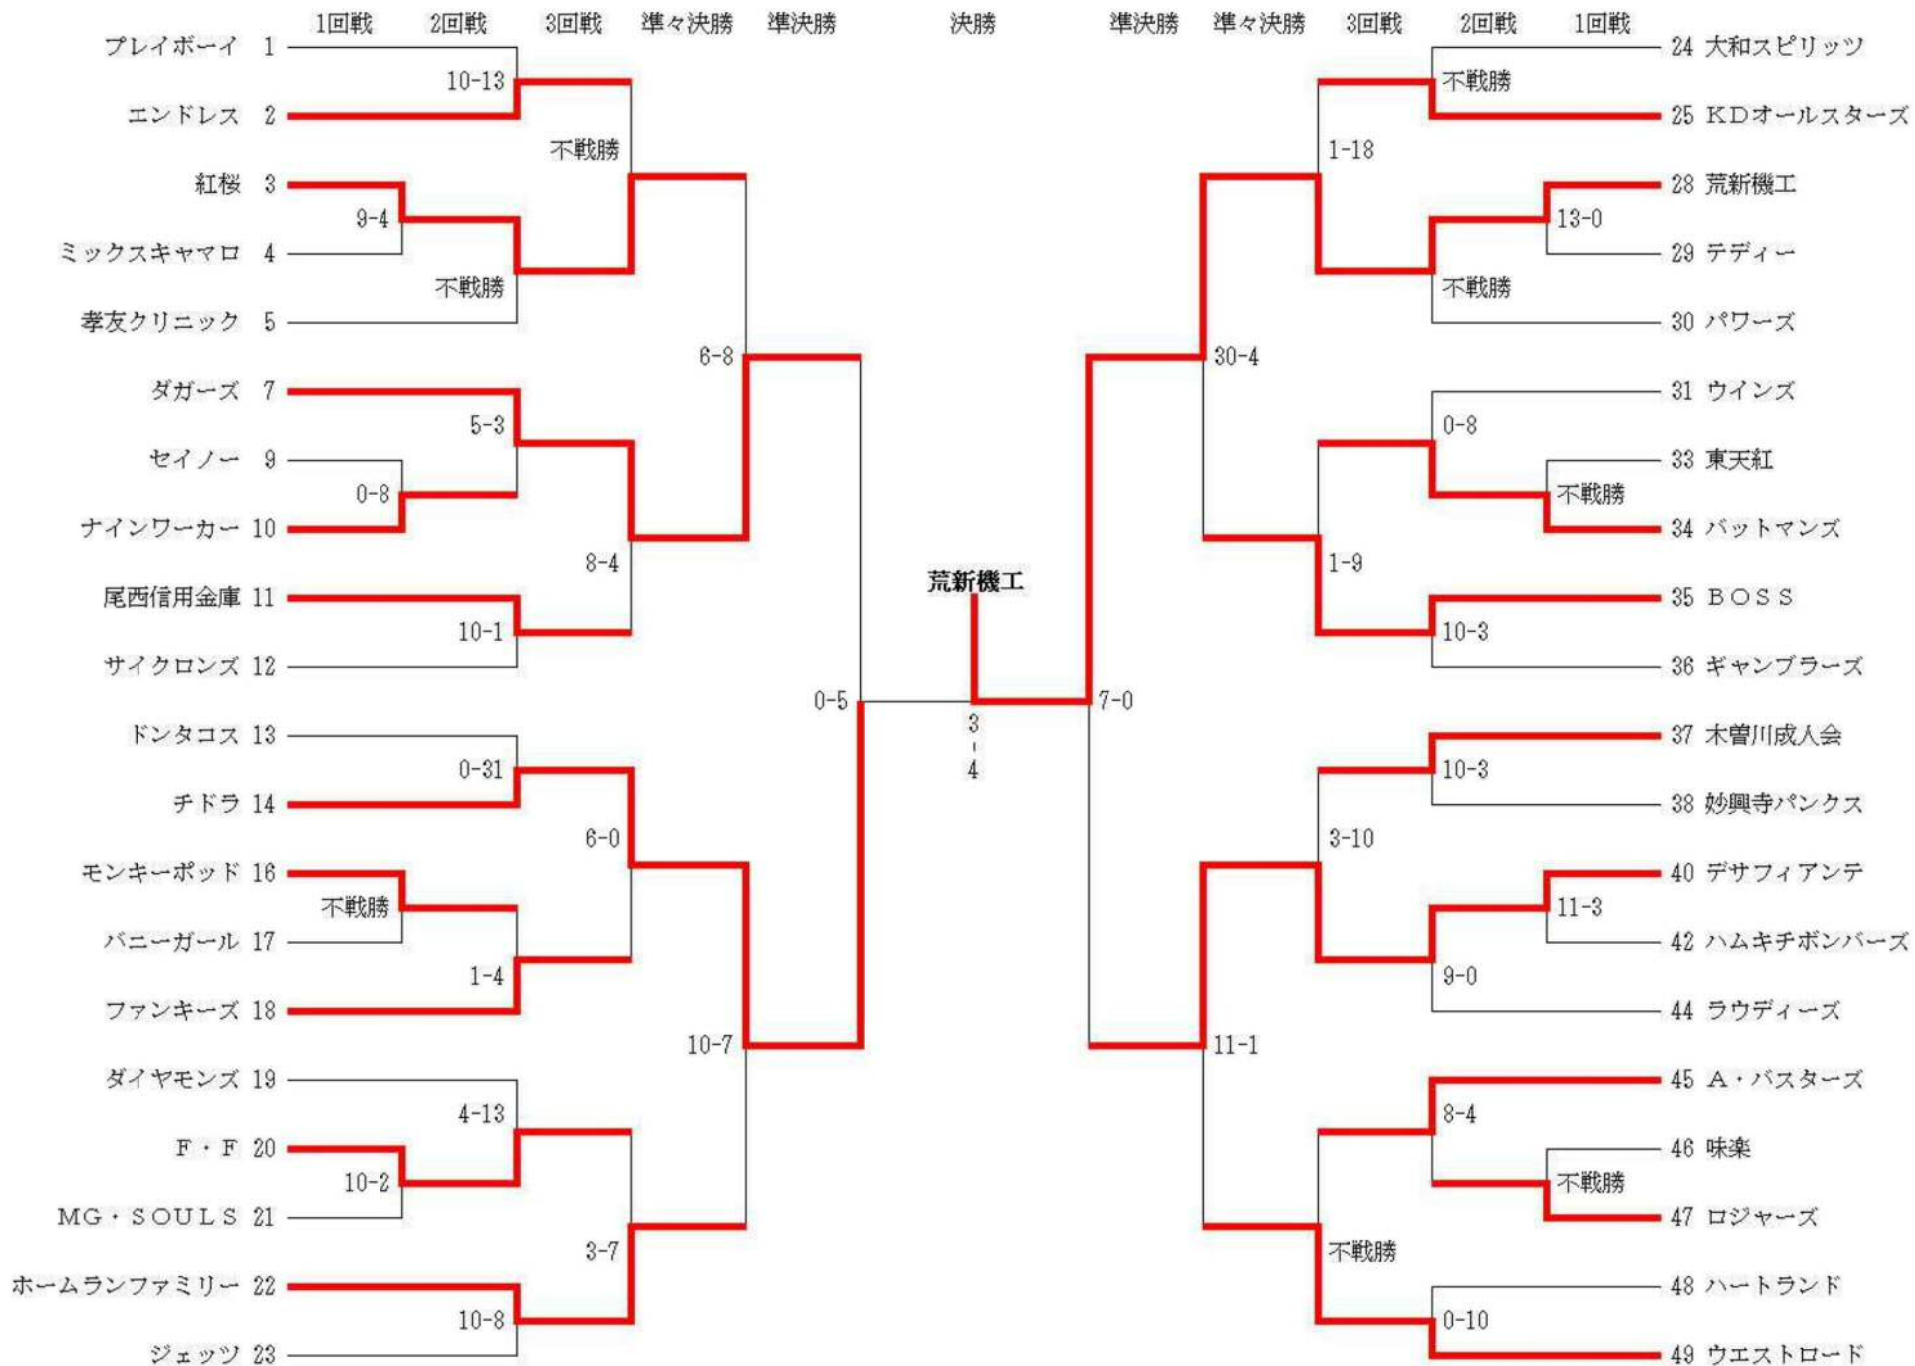 1回戦 2回戦 3回戦 準々決勝 準決勝 決勝 準決勝 準々決勝 3回戦 2回戦 1回戦
プレイボーイ 1
10-13
エンドレス 2
不戦勝
紅桜 3
9-4
ミックスキャマロ 4
不戦勝
孝友クリニック 5
6-8
ダガーズ 7
5-3
セイノー 9
0-8
ナインワーカー 10
8-4
尾西信用金庫 11
10-1
サイクロンズ 12
0-5
ドンタコス 13
0-31
チドラ 14
6-0
モンキーポッド 16
不戦勝
バニーガール 17
1-4
ファンキーズ 18
10-7
ダイヤモンズ 19
4-13
F・F 20
10-2
MG・SOULS 21
3-7
ホームランファミリー 22
10-8
ジェッツ 23
荒新機工
3
-
4
24 大和スピリッツ
不戦勝
25 KDオールスターズ
1-18
28 荒新機工
13-0
29 テディー
不戦勝
30 パワーズ
30-4
31 ウインズ
0-8
33 東天紅
不戦勝
34 バットマンズ
1-9
35 BOSS
10-3
36 ギャンブラーズ
7-0
37 木曽川成人会
10-3
38 妙興寺パンクス
3-10
40 デサフィアンテ
11-3
42 ハムキチボンバーズ
9-0
44 ラウディーズ
11-1
45 A・バスターズ
8-4
46 味楽
不戦勝
47 ロジャーズ
不戦勝
48 ハートランド
0-10
49 ウエストロード